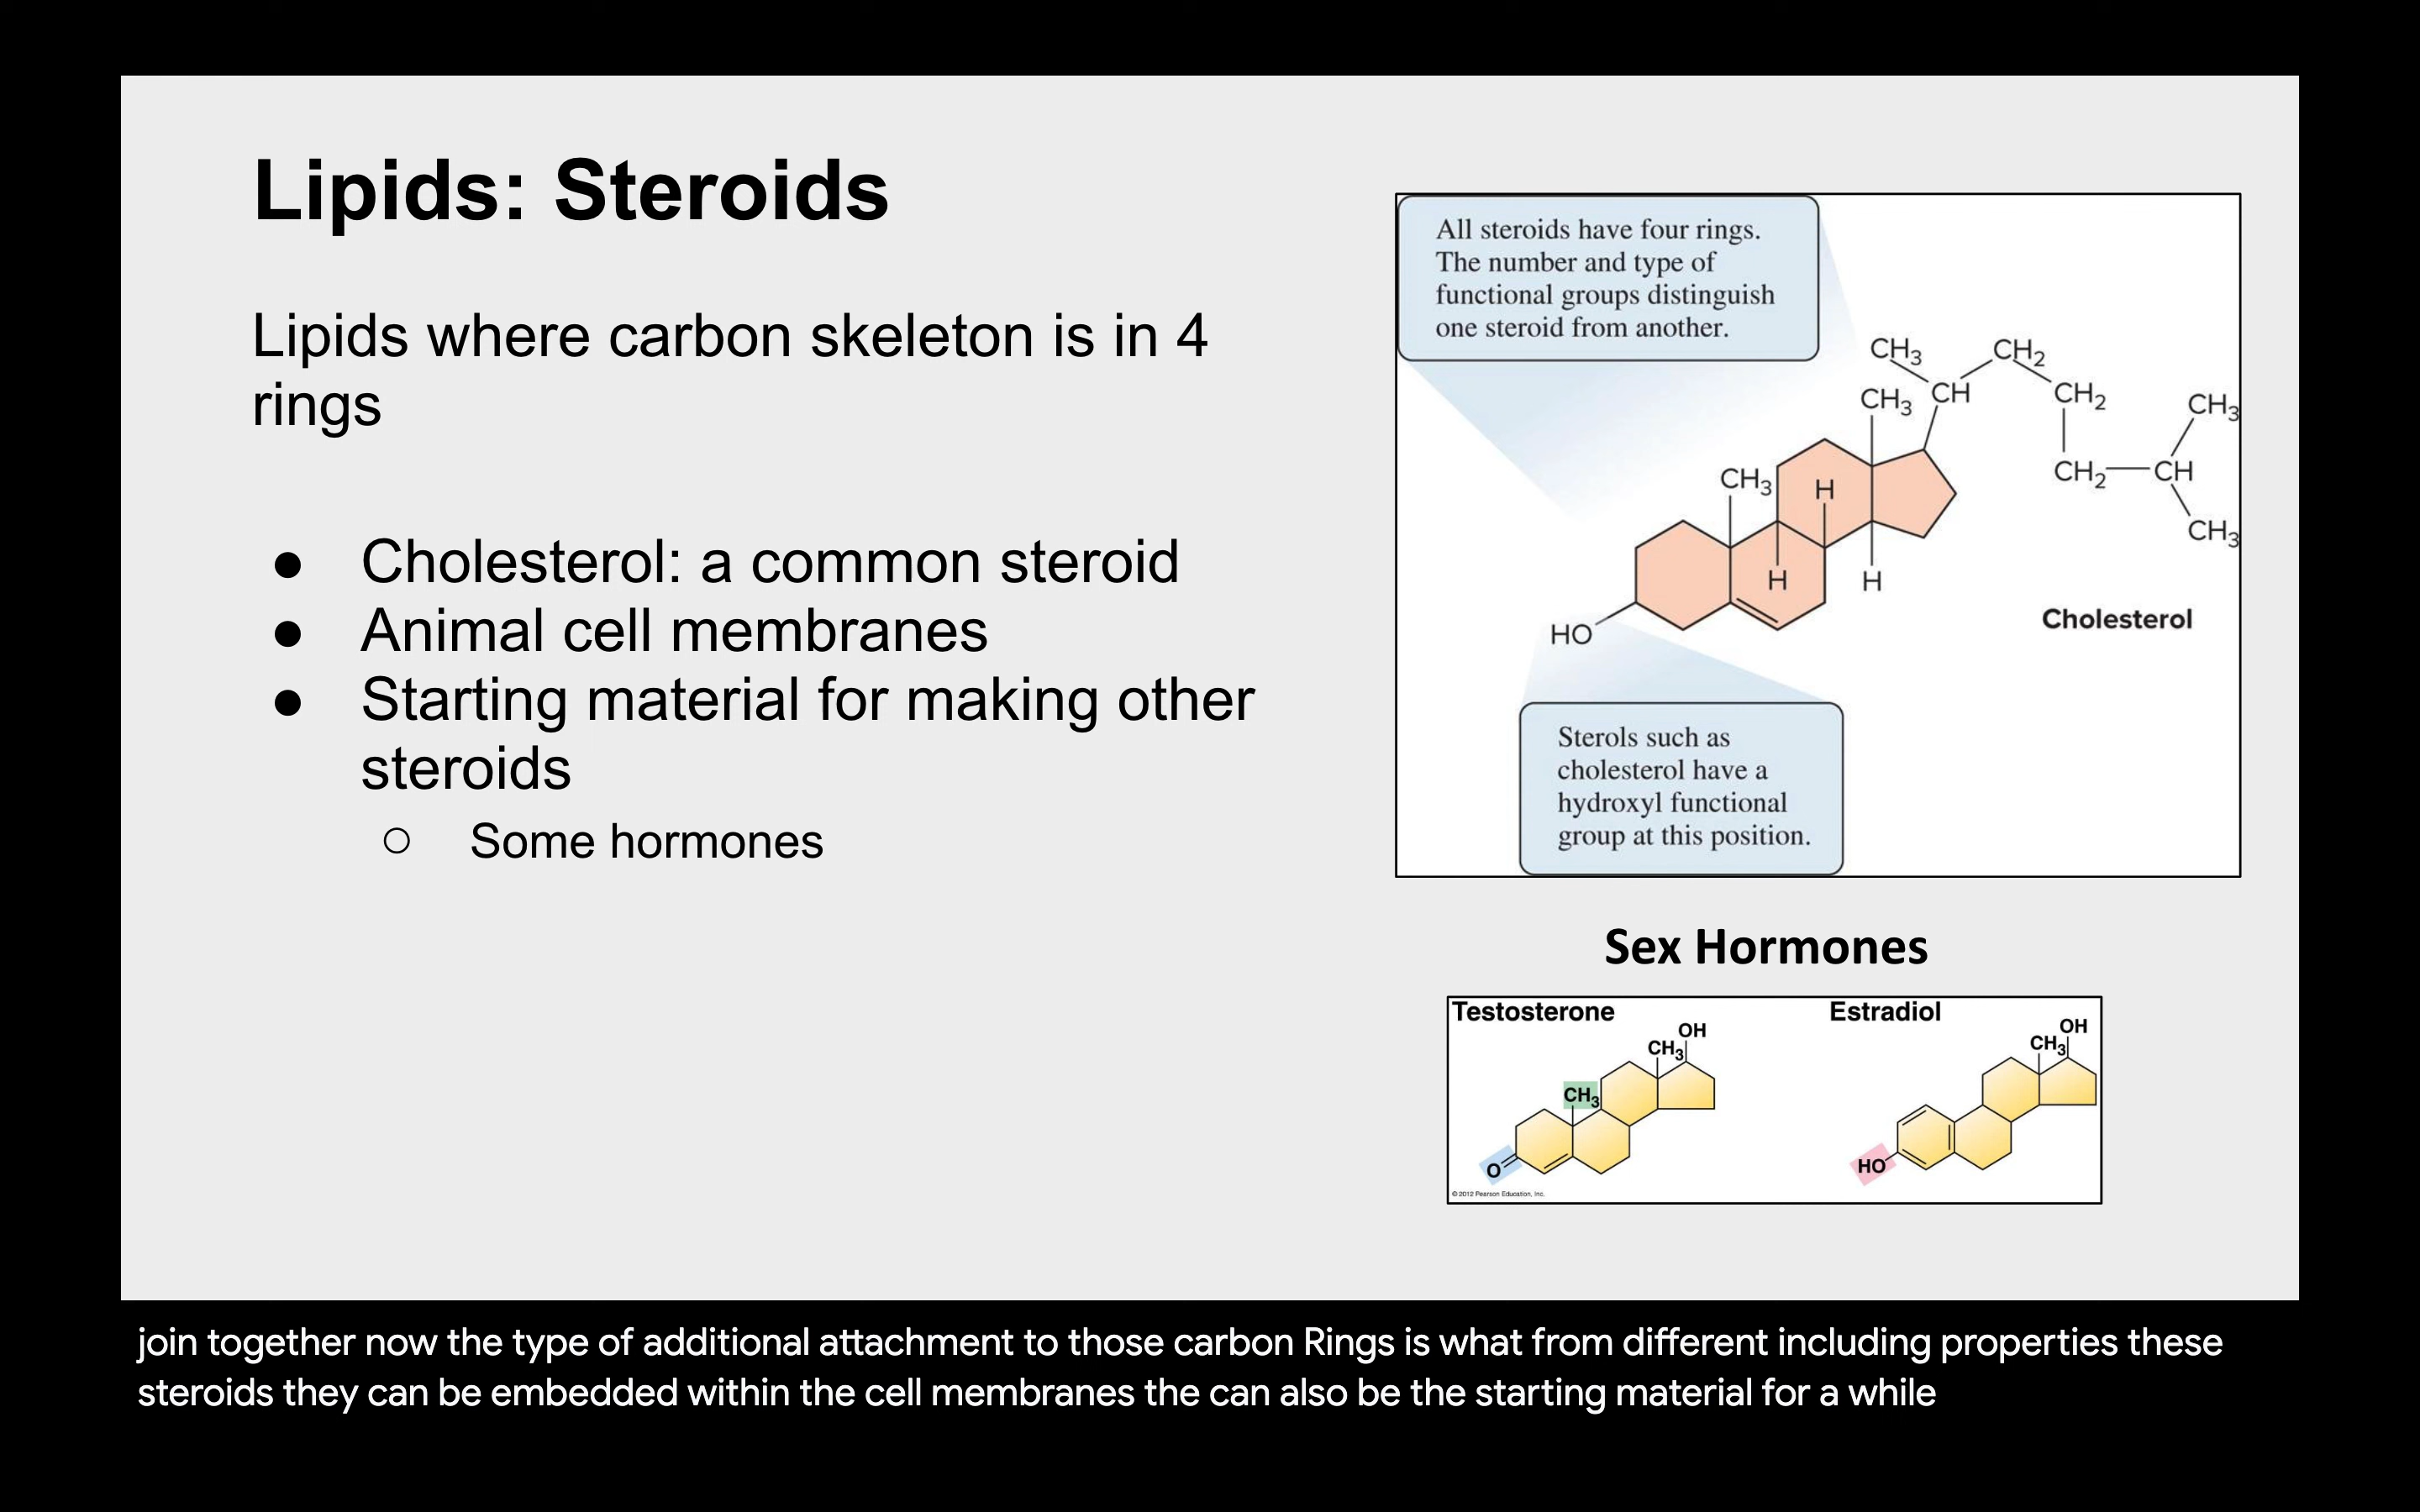 Lipids: Steroids
Lipids where carbon skeleton is in 4
rings
● Cholesterol: a common steroid
● Animal cell membranes
● Starting material for making other
steroids
○ Some hormones
All steroids have four rings.
The number and type of
functional groups distinguish
one steroid from another.
CH3
CH2
CH3
CH
CH2
CH3
CH3
H
CH2
CH
CH3
H
H
HO
Cholesterol
Sterols such as
cholesterol have a
hydroxyl functional
group at this position.
Sex Hormones
Testosterone
OH
CH3
CH3
O
© 2012 Pearson Education, Inc.
Estradiol
OH
CH3
HO
join together now the type of additional attachment to those carbon Rings is what from different including properties these
steroids they can be embedded within the cell membranes the can also be the starting material for a while